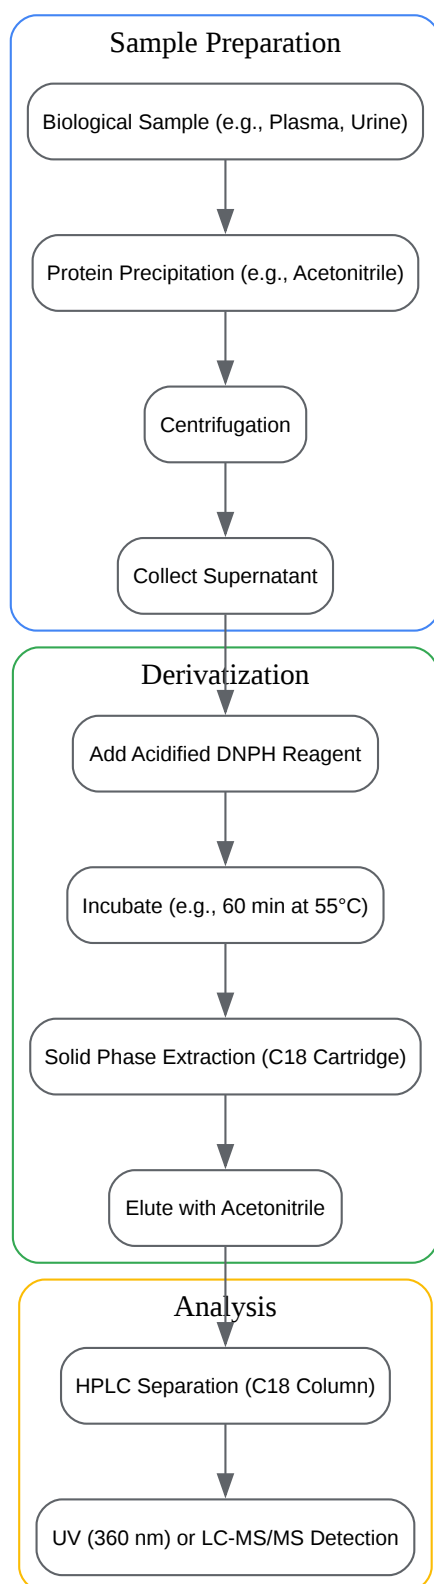 Sample Preparation
Biological Sample (e.g., Plasma, Urine)
Protein Precipitation (e.g., Acetonitrile)
Centrifugation
Collect Supernatant
Derivatization
Add Acidified DNPH Reagent
Incubate (e.g., 60 min at 55°C)
Solid Phase Extraction (C18 Cartridge)
Elute with Acetonitrile
Analysis
HPLC Separation (C18 Column)
UV (360 nm) or LC-MS/MS Detection